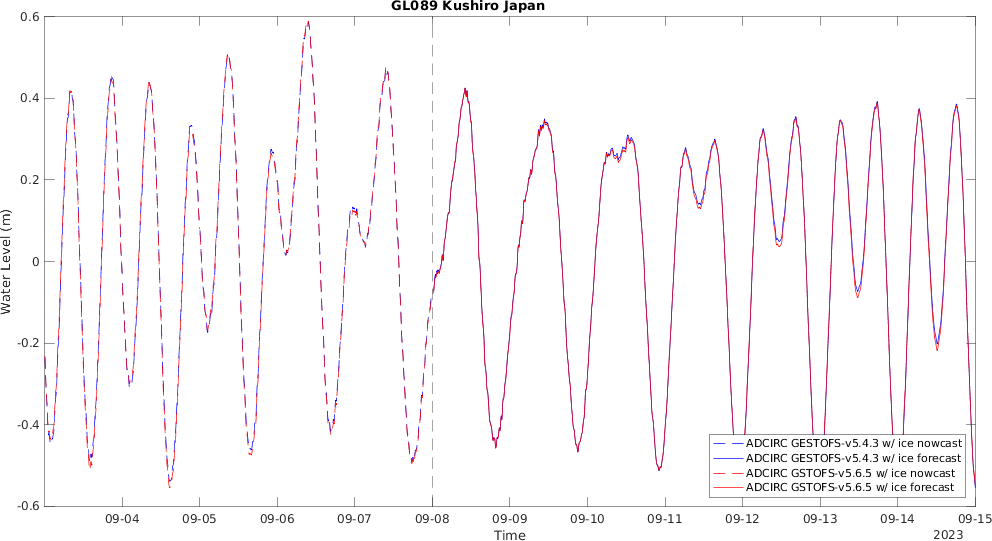 GL089 Kushiro Japan
0.6
0.4
0.2
0
-0.2
-0.4
-0.6
Water Level (m)
09-04 09-05 09-06 09-07 09-08 09-09 09-10 09-11 09-12 09-13 09-14 09-15
Time
2023
ADCIRC GESTOFS-v5.4.3 w/ ice nowcast
ADCIRC GESTOFS-v5.4.3 w/ ice forecast
ADCIRC GSTOFS-v5.6.5 w/ ice nowcast
ADCIRC GSTOFS-v5.6.5 w/ ice forecast